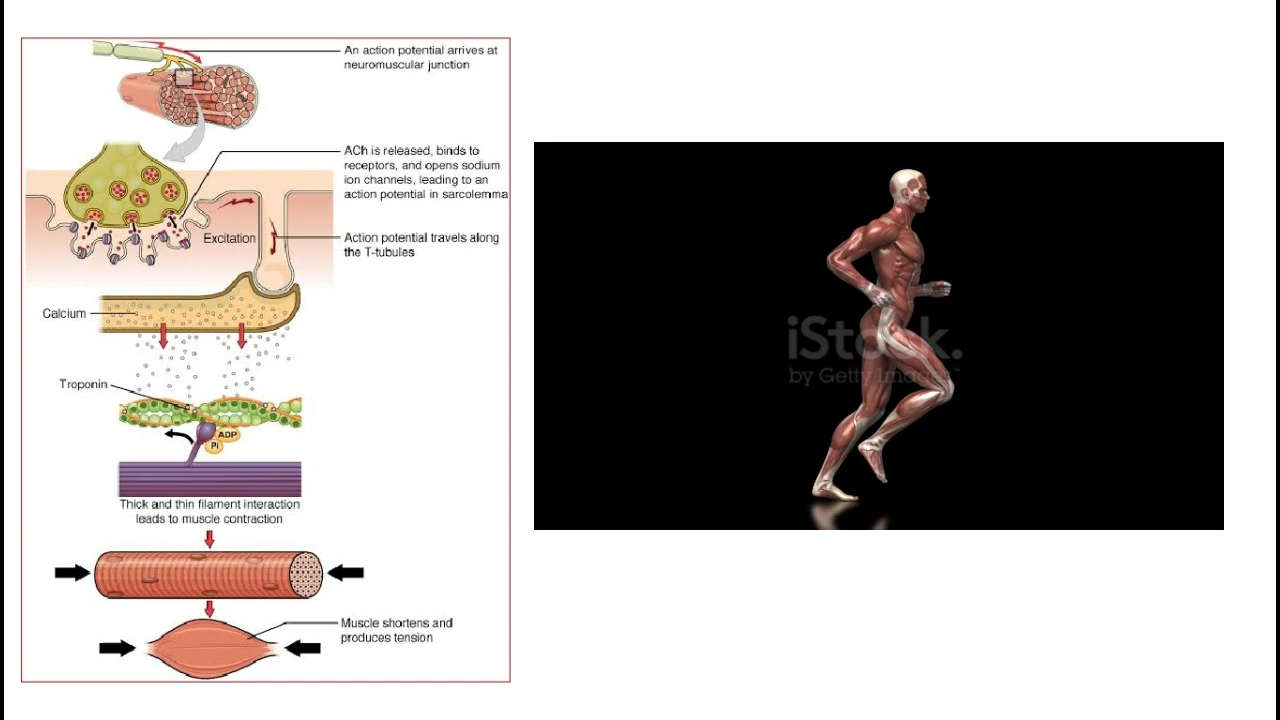 An action potential arrives at
neuromuscular junction
ACh is released, binds to
receptors, and opens sodium
ion channels, leading to an
action potential in sarcolemma
Excitation
Action potential travels along
the T-tubules
Calcium
Troponin
ADP
Pi
Thick and thin filament interaction
leads to muscle contraction
Muscle shortens and
produces tension
iStock.
by Getty Images™